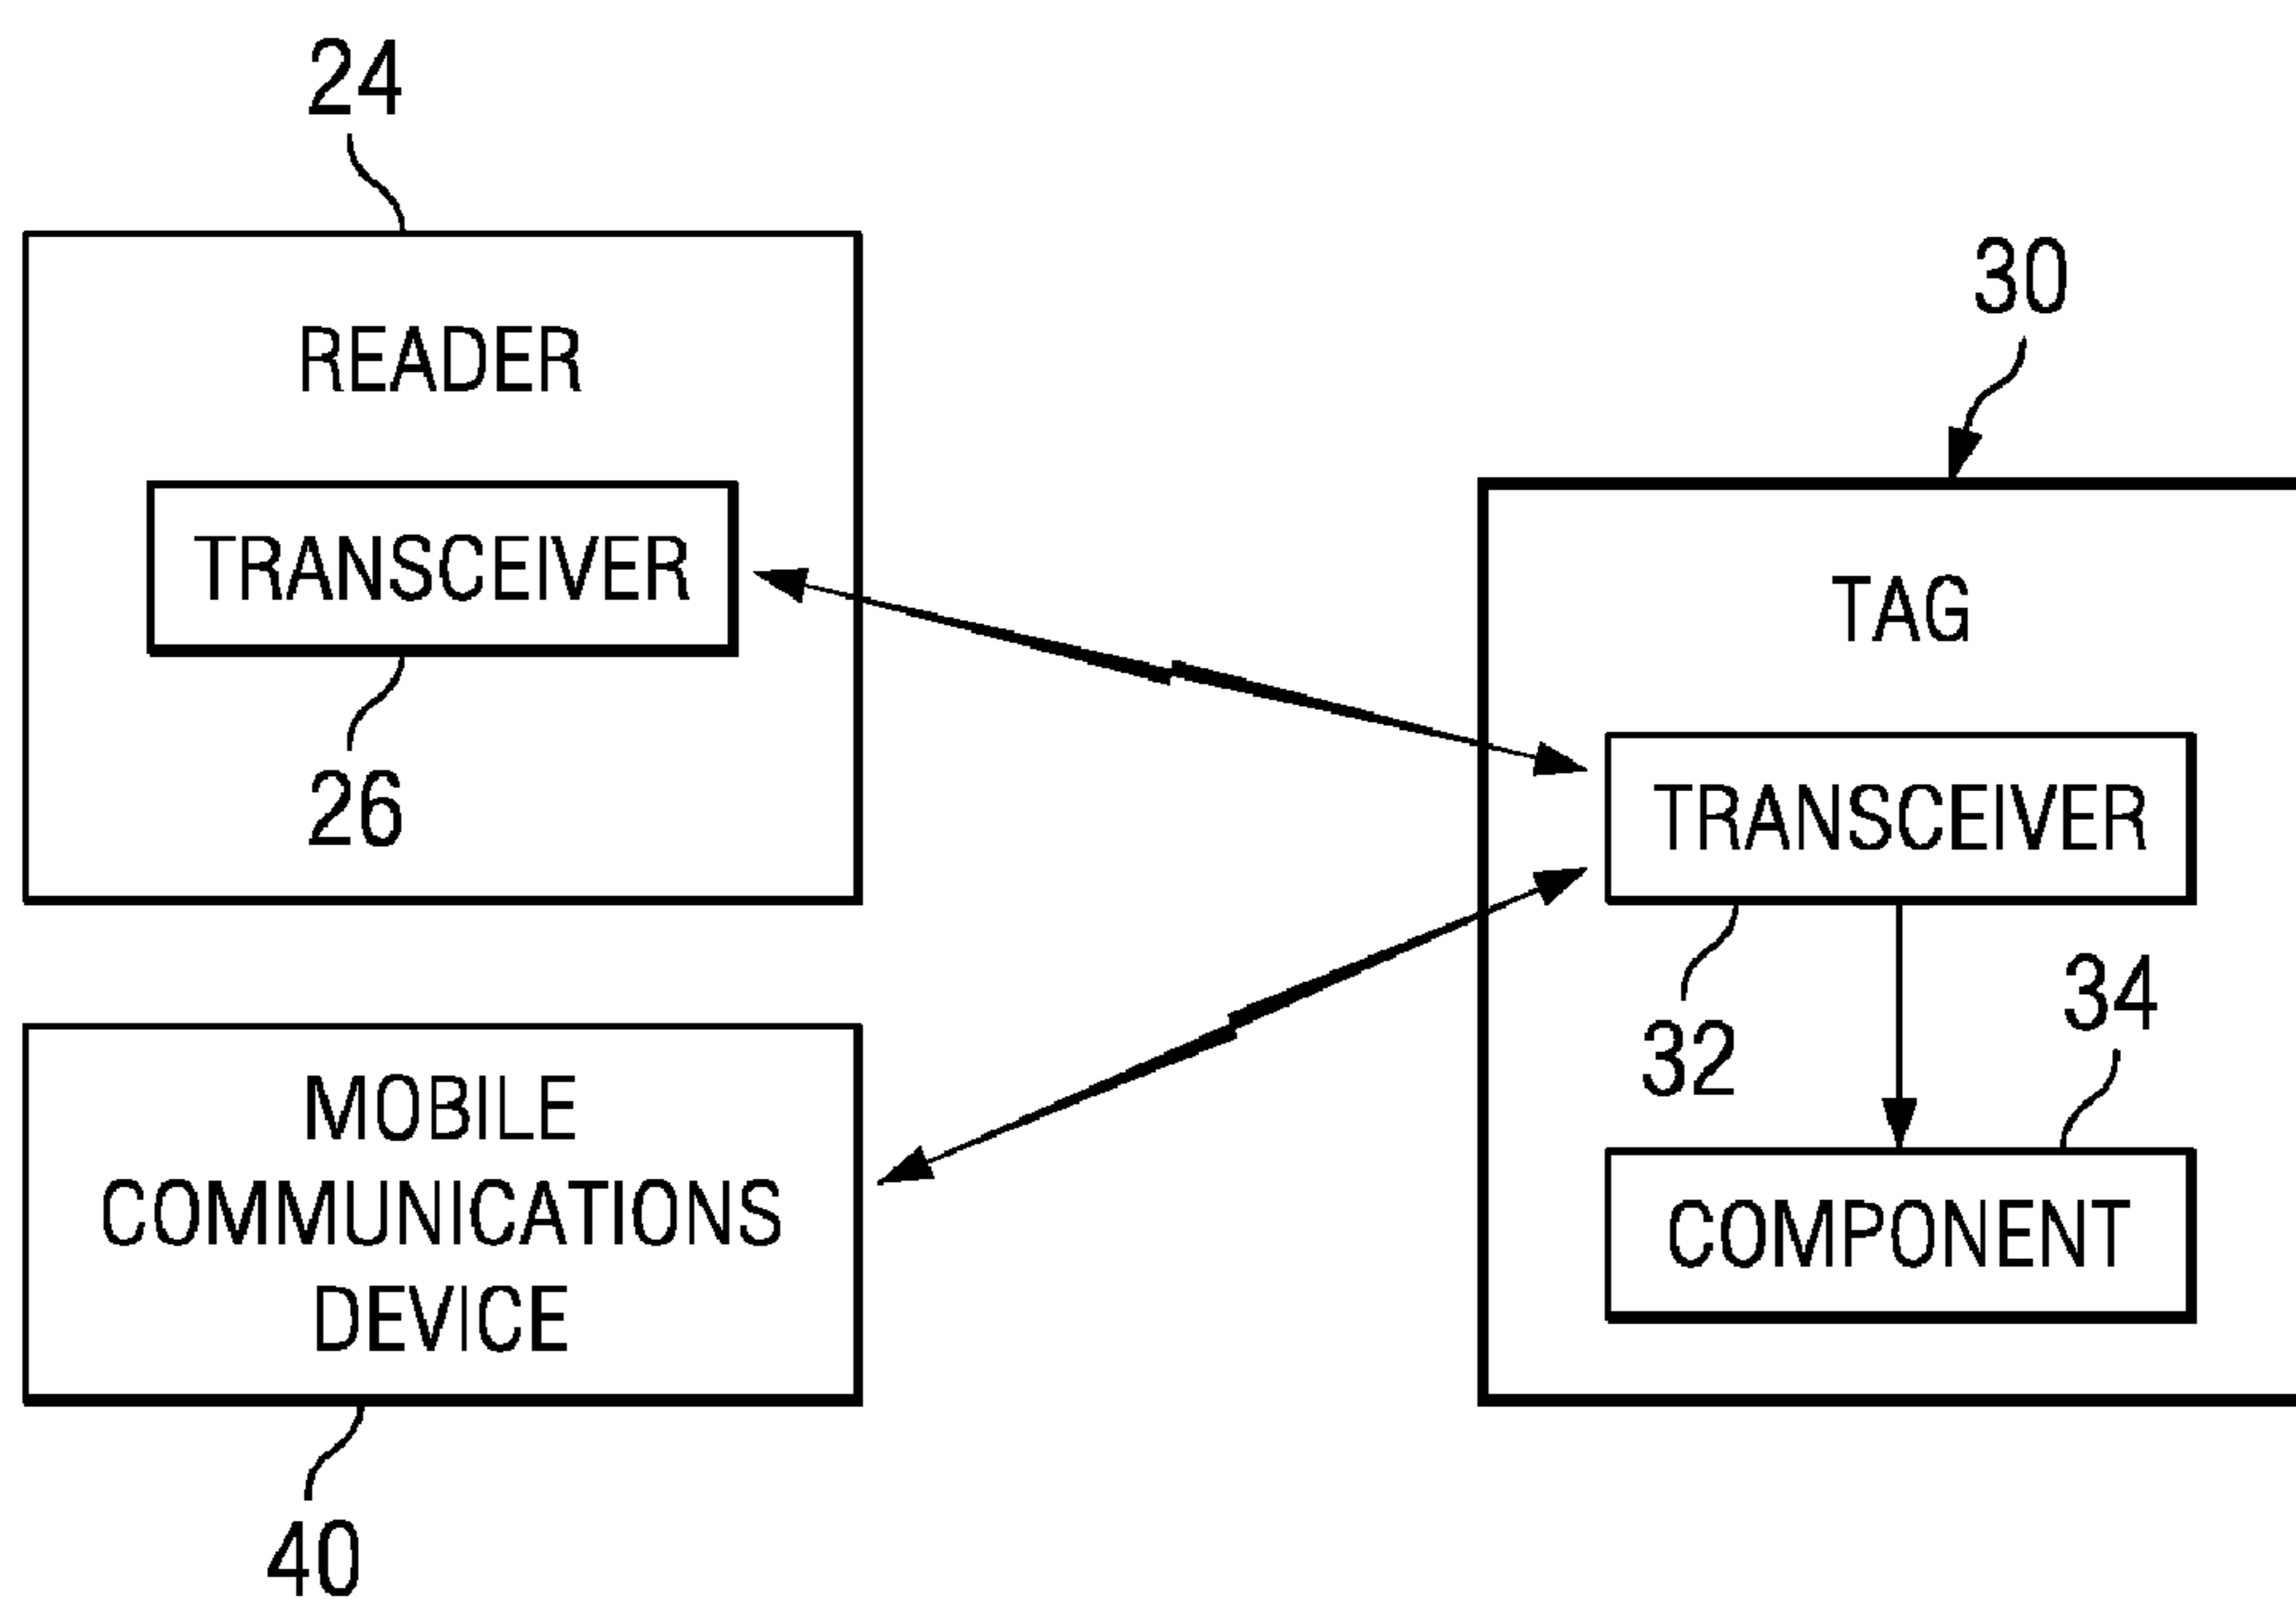 24
READER
TRANSCEIVER
26
MOBILE
COMMUNICATIONS
DEVICE
40
30
TAG
TRANSCEIVER
32
34
COMPONENT